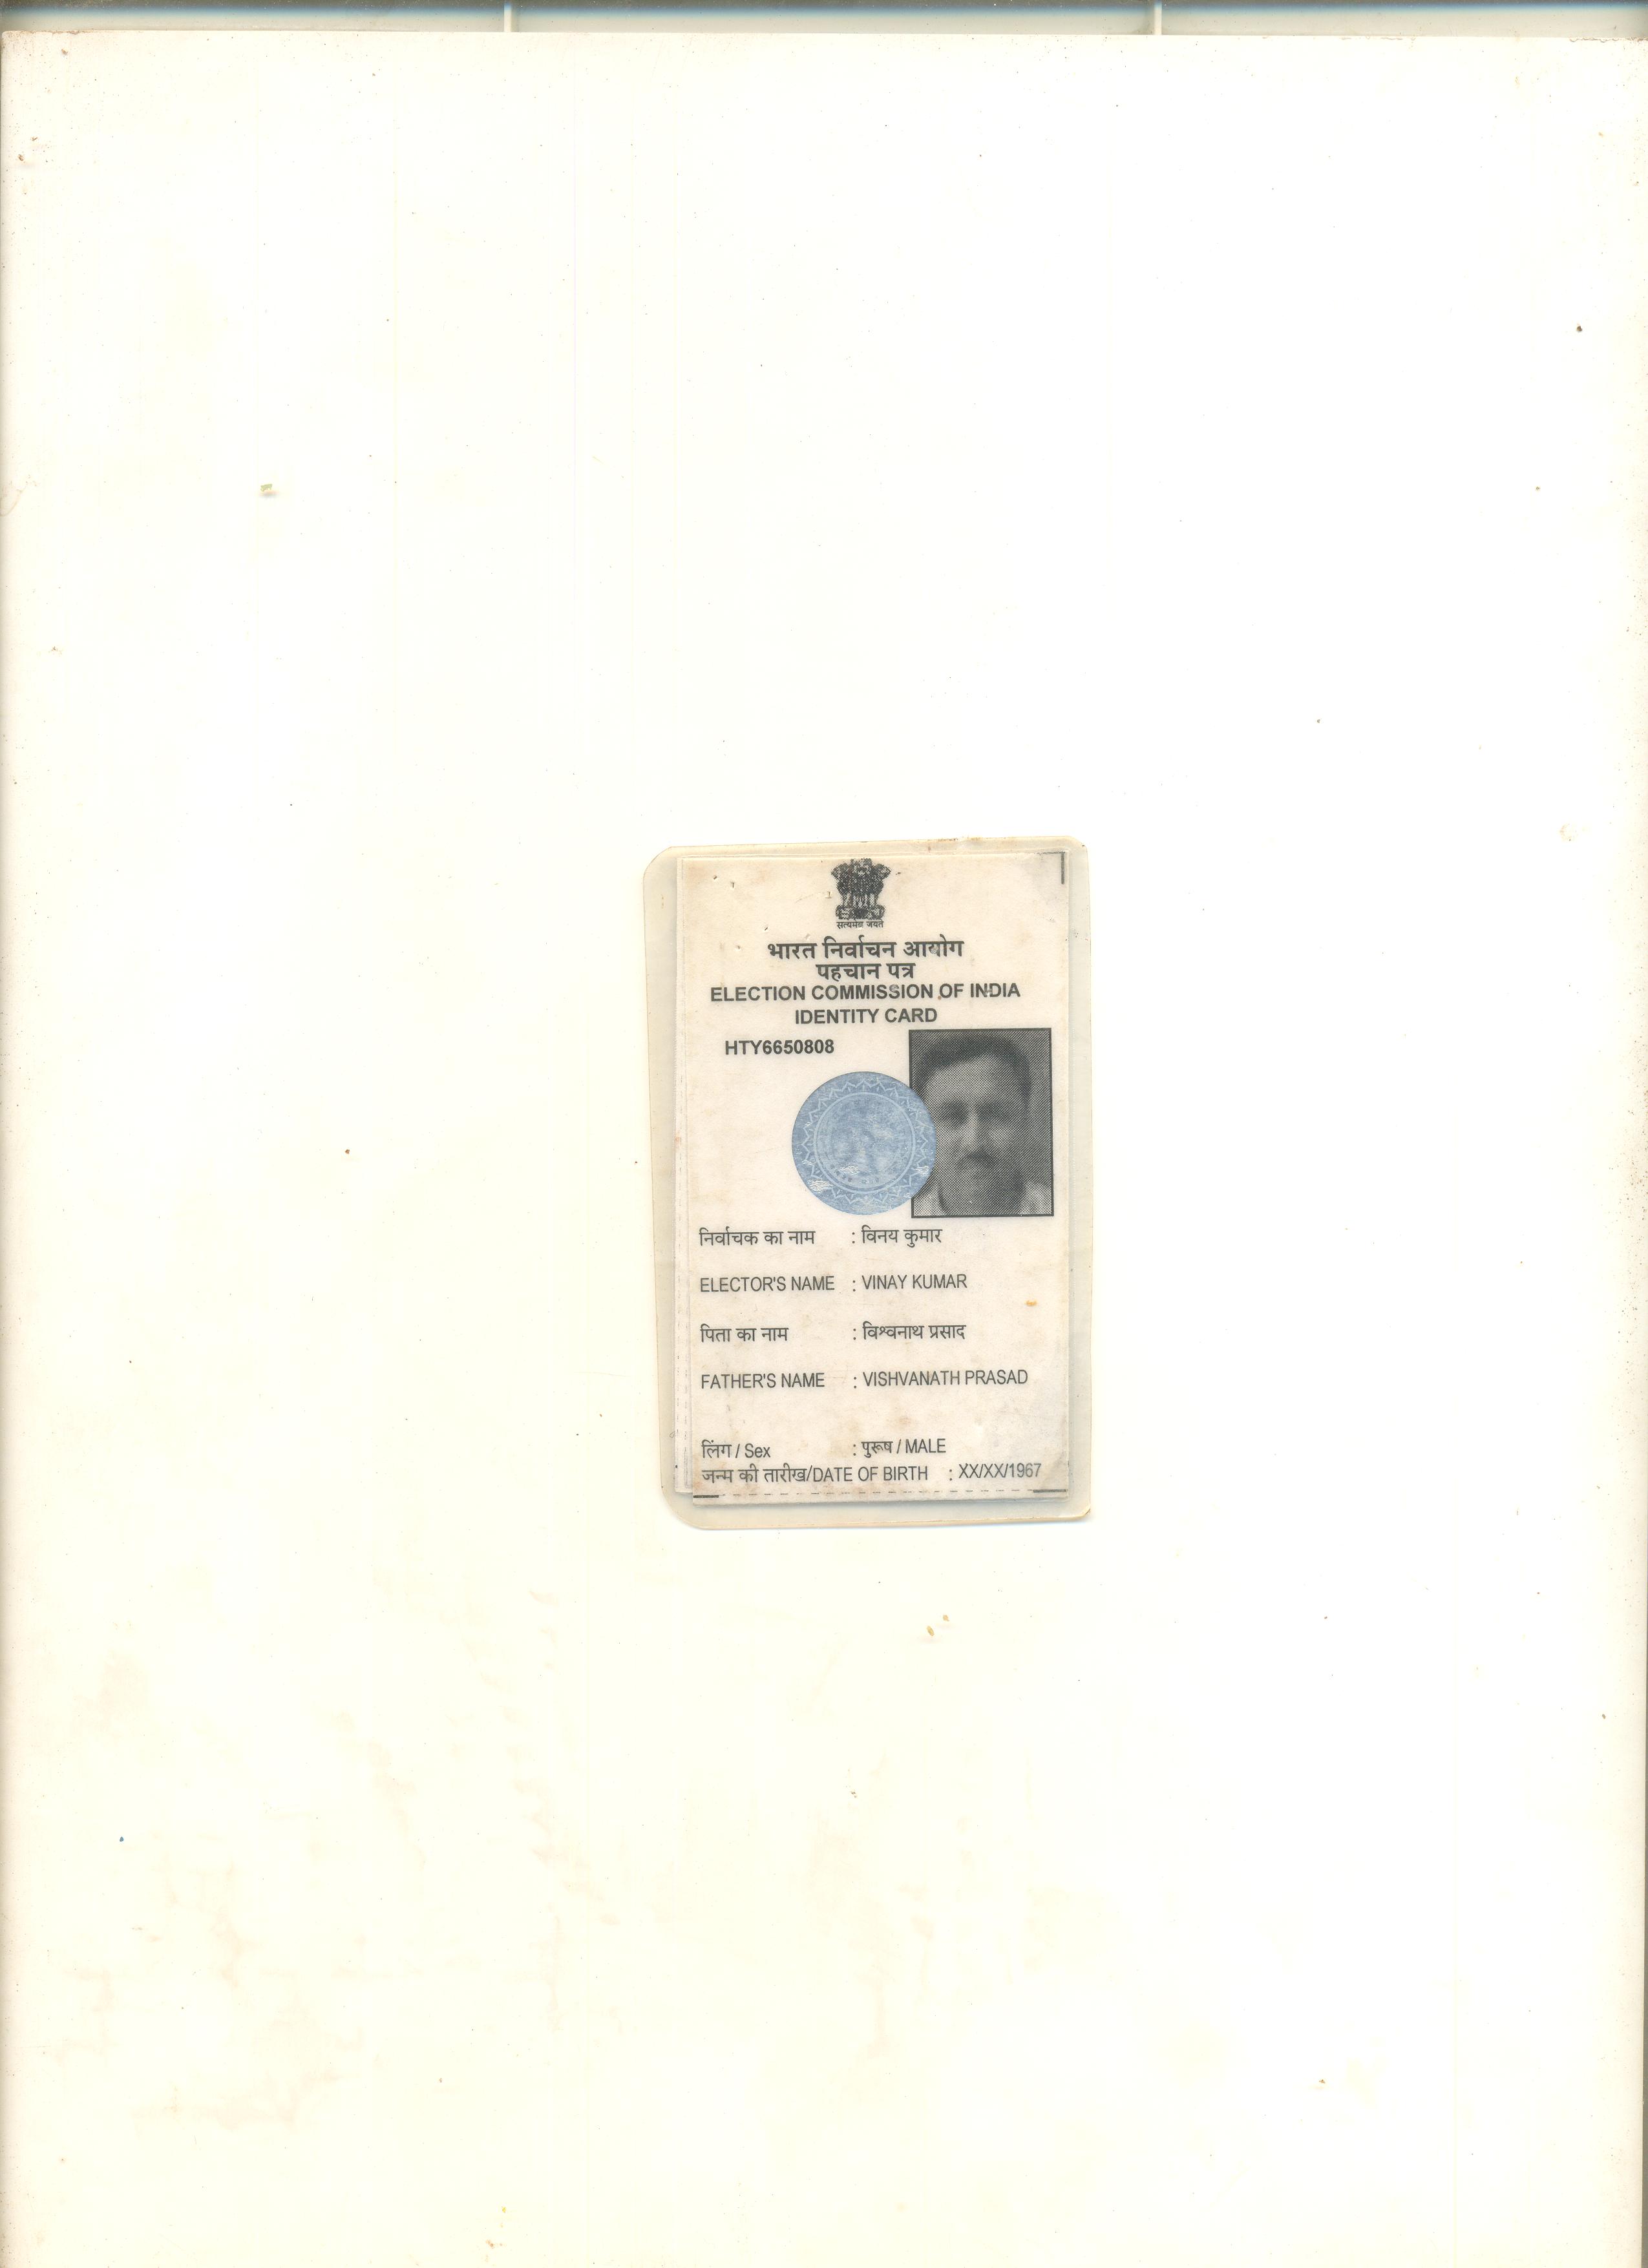 सत्यमेव जयते
भारत निर्वाचन आयोग
पहचान पत्र
ELECTION COMMISSION OF INDIA
IDENTITY CARD
HTY6650808
निर्वाचक का नाम : विनय कुमार
ELECTOR'S NAME : VINAY KUMAR
पिता का नाम : विश्वनाथ प्रसाद
FATHER'S NAME : VISHVANATH PRASAD
लिंग / Sex : पुरूष / MALE
जन्म की तारीख/DATE OF BIRTH : XX/XX/1967